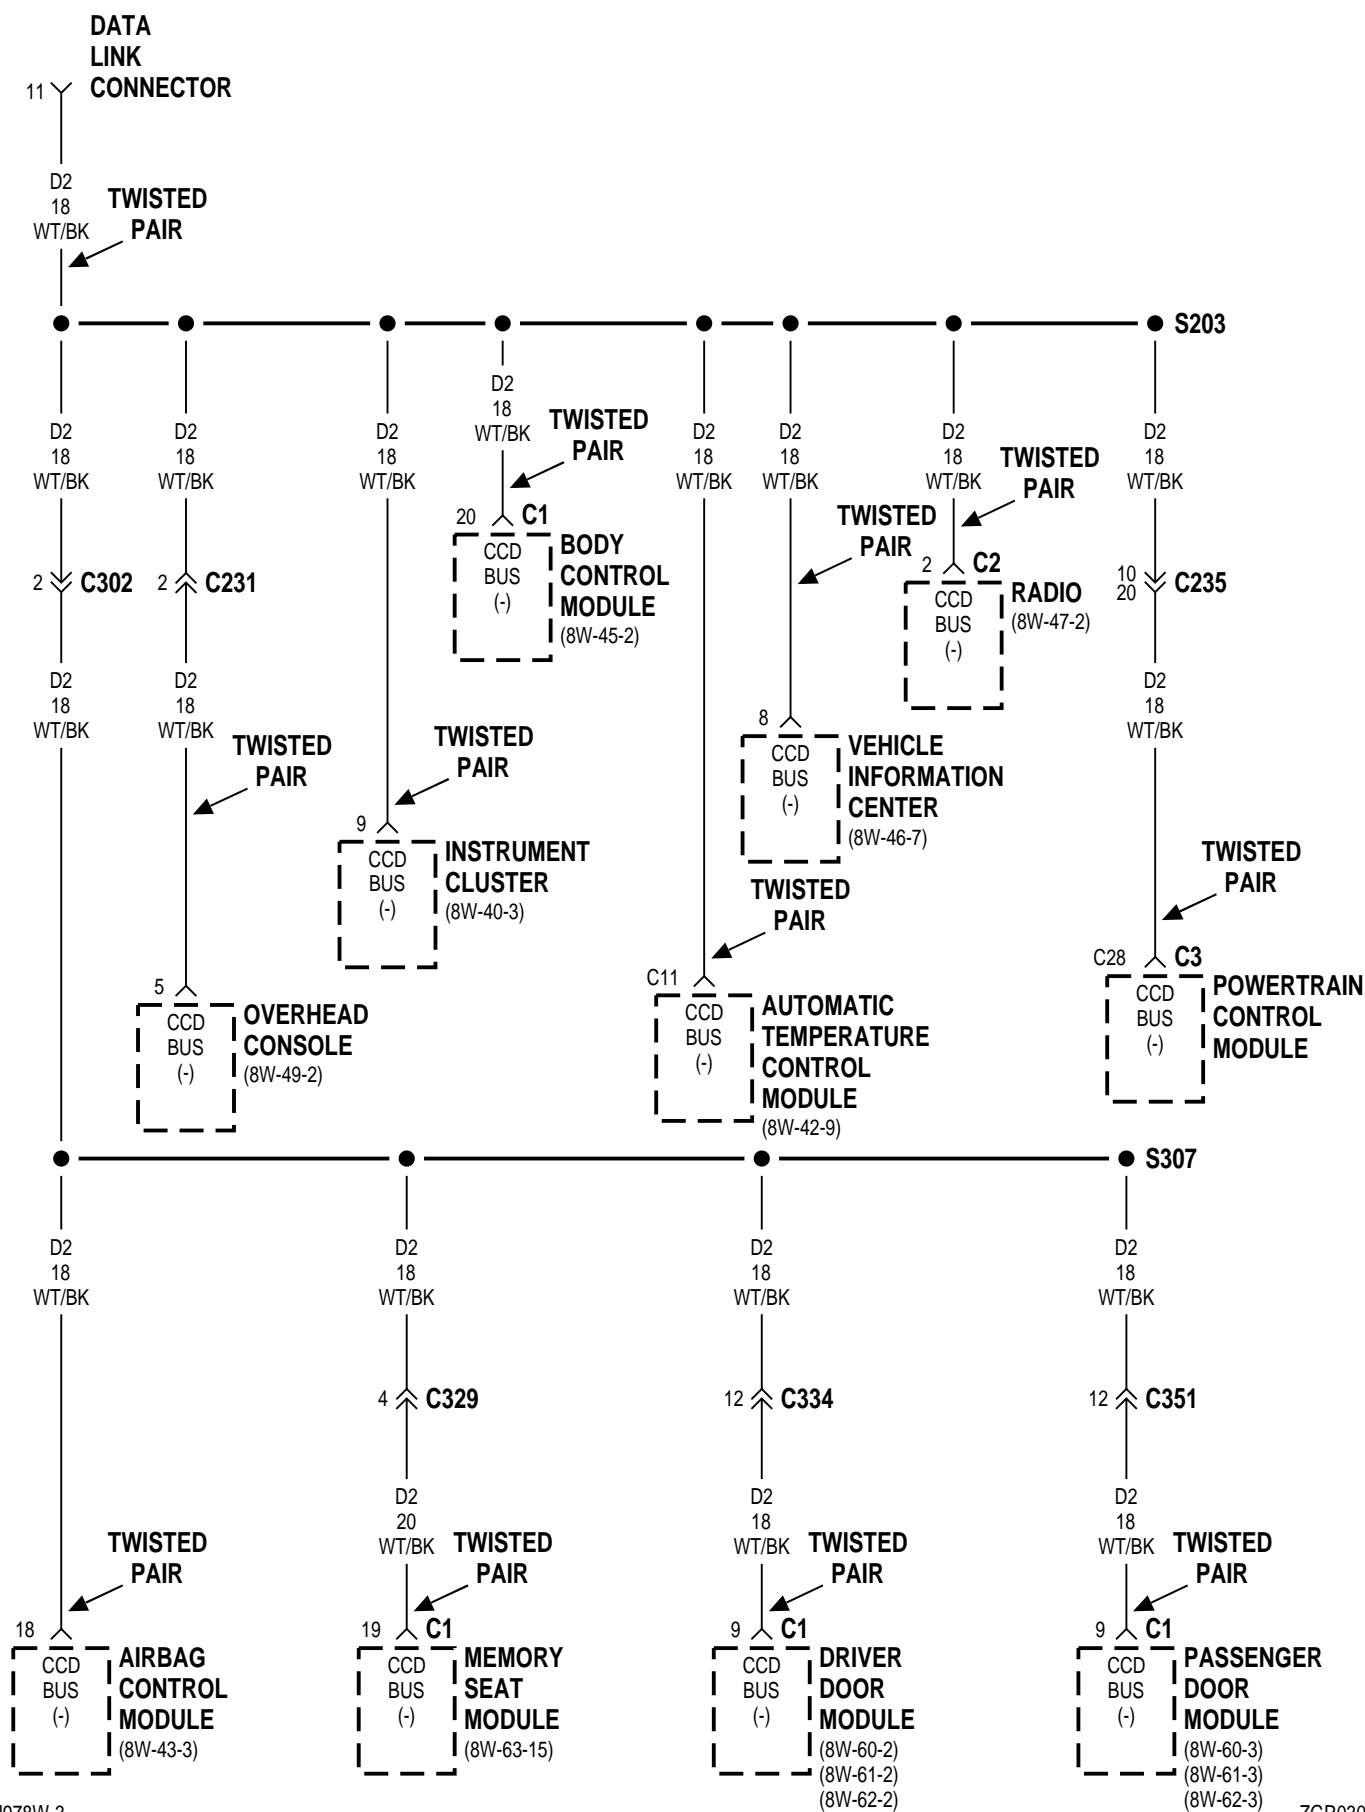 DATA
LINK
CONNECTOR
11
D2
18
WT/BK
TWISTED
PAIR
S203
D2
18
WT/BK
TWISTED
PAIR
D2
18
WT/BK
D2
18
WT/BK
D2
18
WT/BK
D2
18
WT/BK
D2
18
WT/BK
D2
18
WT/BK
TWISTED
PAIR
D2
18
WT/BK
20
C1
CCD
BUS
(-)
BODY
CONTROL
MODULE
(8W-45-2)
TWISTED
PAIR
2
C302
2
C231
2
C2
CCD
BUS
(-)
RADIO
(8W-47-2)
10
20
C235
D2
18
WT/BK
D2
18
WT/BK
TWISTED
PAIR
TWISTED
PAIR
8
CCD
BUS
(-)
VEHICLE
INFORMATION
CENTER
(8W-46-7)
D2
18
WT/BK
9
CCD
BUS
(-)
INSTRUMENT
CLUSTER
(8W-40-3)
TWISTED
PAIR
TWISTED
PAIR
5
CCD
BUS
(-)
OVERHEAD
CONSOLE
(8W-49-2)
C11
CCD
BUS
(-)
AUTOMATIC
TEMPERATURE
CONTROL
MODULE
(8W-42-9)
C28
C3
CCD
BUS
(-)
POWERTRAIN
CONTROL
MODULE
S307
D2
18
WT/BK
D2
18
WT/BK
D2
18
WT/BK
D2
18
WT/BK
4
C329
12
C334
12
C351
D2
20
WT/BK
D2
18
WT/BK
D2
18
WT/BK
TWISTED
PAIR
TWISTED
PAIR
TWISTED
PAIR
TWISTED
PAIR
18
CCD
BUS
(-)
AIRBAG
CONTROL
MODULE
(8W-43-3)
19
C1
CCD
BUS
(-)
MEMORY
SEAT
MODULE
(8W-63-15)
9
C1
CCD
BUS
(-)
DRIVER
DOOR
MODULE
(8W-60-2)
(8W-61-2)
(8W-62-2)
9
C1
CCD
BUS
(-)
PASSENGER
DOOR
MODULE
(8W-60-3)
(8W-61-3)
(8W-62-3)